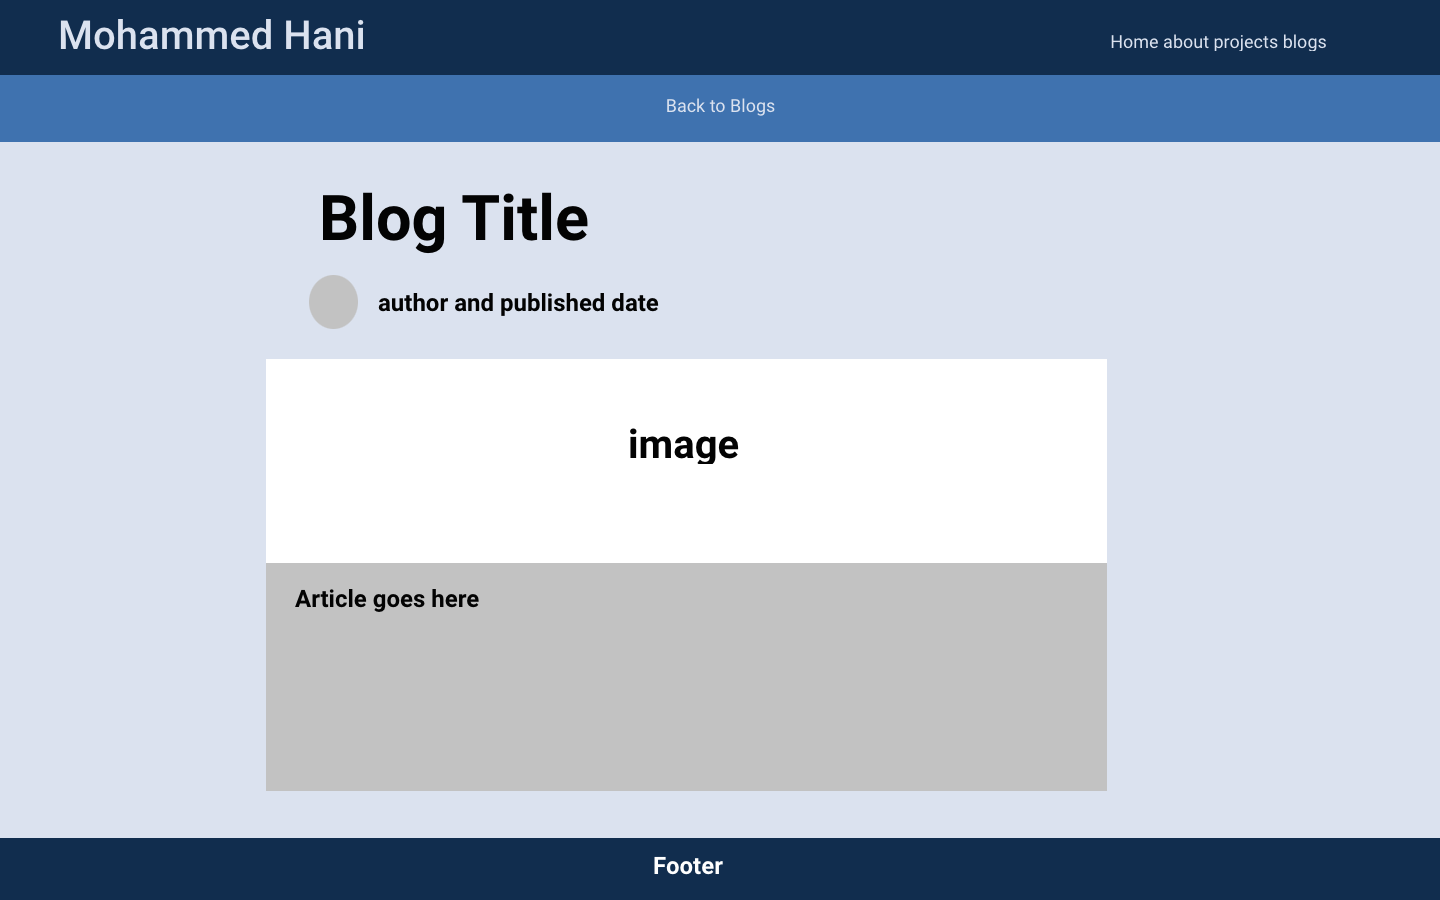 Mohammed Hani
Home about projects blogs
Back to Blogs
Blog Title
author and published date
image
Article goes here
Footer